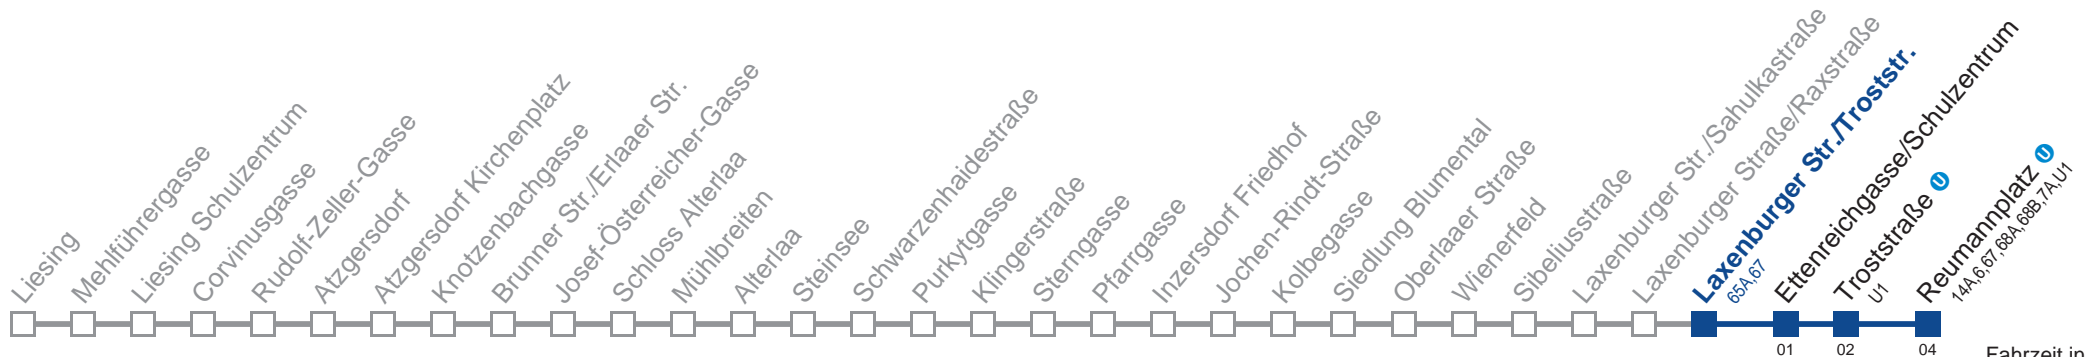 Liesing
Mehlführergasse
Liesing Schulzentrum
Corvinusgasse
Rudolf-Zeller-Gasse
Atzgersdorf
Atzgersdorf Kirchenplatz
Knotzenbachgasse
Brunner Str./Erlaaer Str.
Josef-Österreicher-Gasse
Schloss Alterlaa
Mühlbreiten
Alterlaa
Steinsee
Schwarzenhaidestraße
Purkytgasse
Klingerstraße
Sterngasse
Pfarrgasse
Inzersdorf Friedhof
Jochen-Rindt-Straße
Kolbegasse
Siedlung Blumental
Oberlaaer Straße
Wienerfeld
Sibeliusstraße
Laxenburger Str./Sahulkastraße
Laxenburger Straße/Raxstraße
Laxenburger Str./Troststr.
65A,67
Ettenreichgasse/Schulzentrum
Troststraße U
U1
Reumannplatz U
14A,6,67,68A,68B,7A,U1
01 02 04
Fahrzeit in